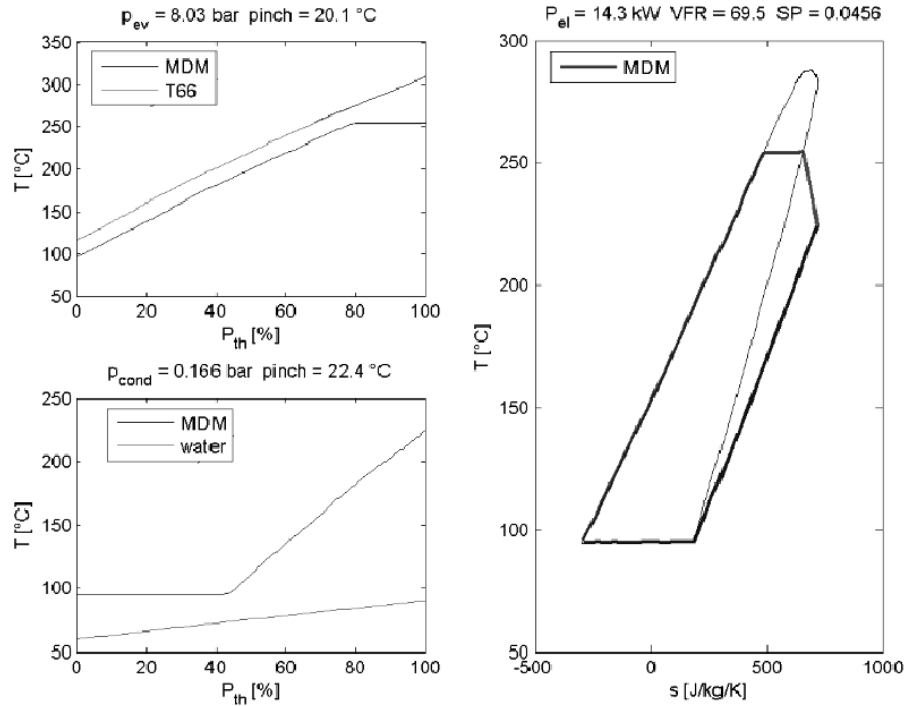 p_ev = 8.03 bar pinch = 20.1 °C
350
300
250
200
150
100
50
T [°C]
MDM
T66
0 20 40 60 80 100
P_th [%]
p_cond = 0.166 bar pinch = 22.4 °C
250
200
150
100
50
T [°C]
MDM
water
0 20 40 60 80 100
P_th [%]
P_el = 14.3 kW VFR = 69.5 SP = 0.0456
300
250
200
150
100
50
T [°C]
MDM
-500 0 500 1000
s [J/kg/K]